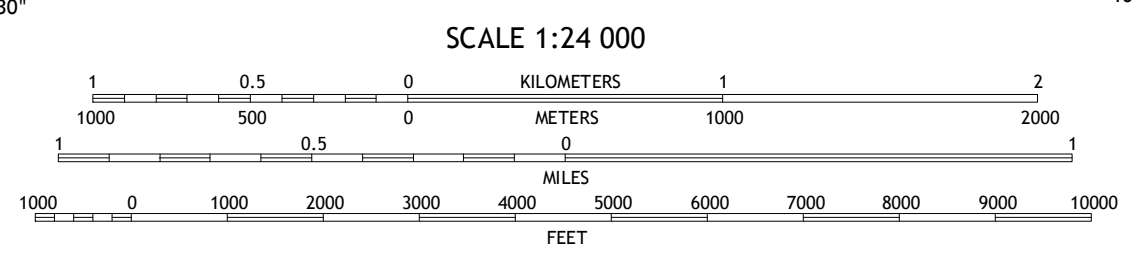 30"
SCALE 1:24 000
1 0.5 0 KILOMETERS 1 2
1000 500 0 METERS 1000 2000
1 0.5 0 1
MILES
1000 0 1000 2000 3000 4000 5000 6000 7000 8000 9000 10000
FEET